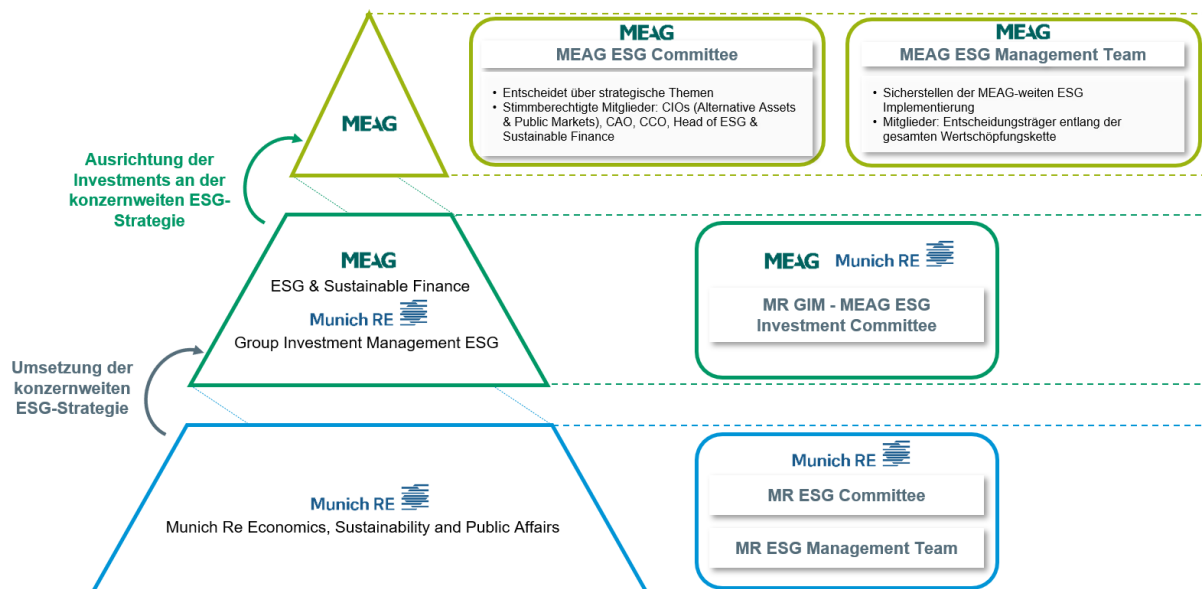 MEAG
MEAG ESG Committee
• Entscheidet über strategische Themen
• Stimmberechtigte Mitglieder: CIOs (Alternative Assets
& Public Markets), CAO, CCO, Head of ESG &
Sustainable Finance
MEAG
MEAG ESG Management Team
• Sicherstellen der MEAG-weiten ESG
Implementierung
• Mitglieder: Entscheidungsträger entlang der
gesamten Wertschöpfungskette
MEAG
Ausrichtung der
Investments an der
konzernweiten ESG-
Strategie
MEAG
ESG & Sustainable Finance
Munich RE
Group Investment Management ESG
MEAG
Munich RE
MR GIM - MEAG ESG
Investment Committee
Umsetzung der
konzernweiten
ESG-Strategie
Munich RE
Munich Re Economics, Sustainability and Public Affairs
Munich RE
MR ESG Committee
MR ESG Management Team